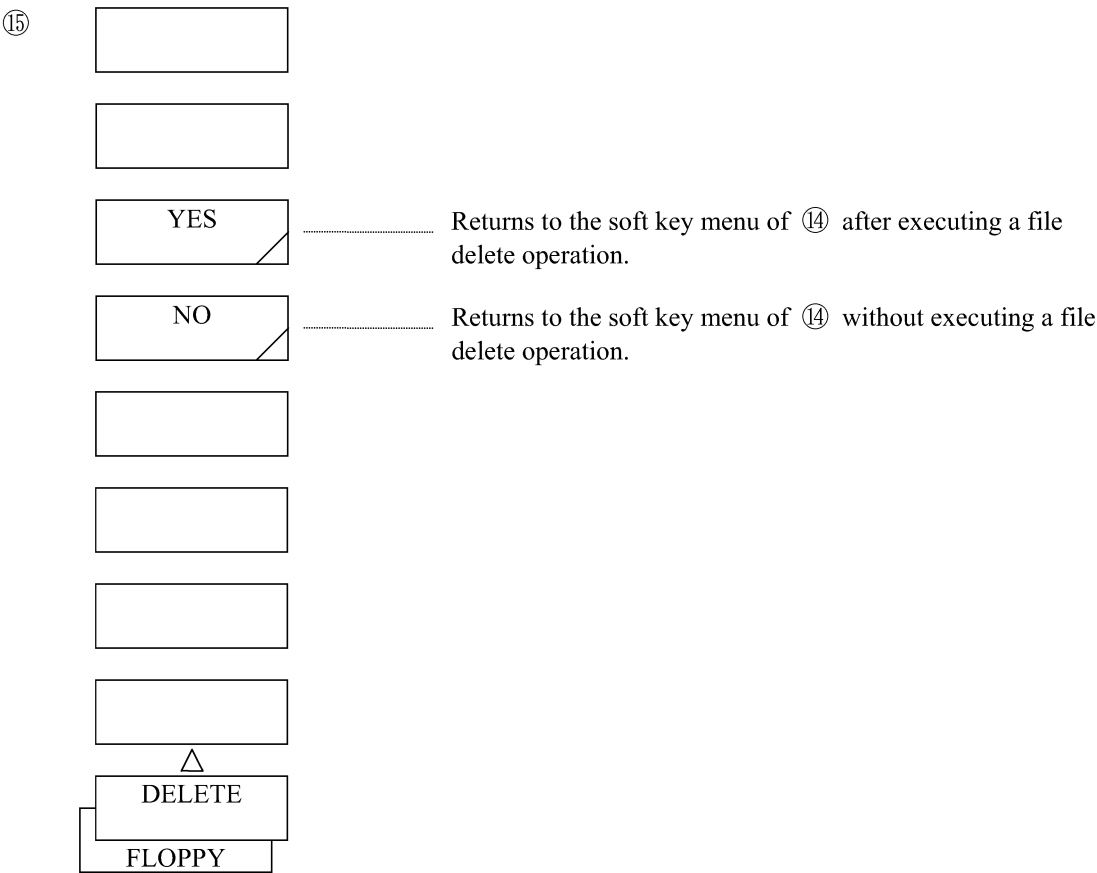 ⑮
YES
Returns to the soft key menu of ⑭ after executing a file
delete operation.
NO
Returns to the soft key menu of ⑭ without executing a file
delete operation.
DELETE
FLOPPY